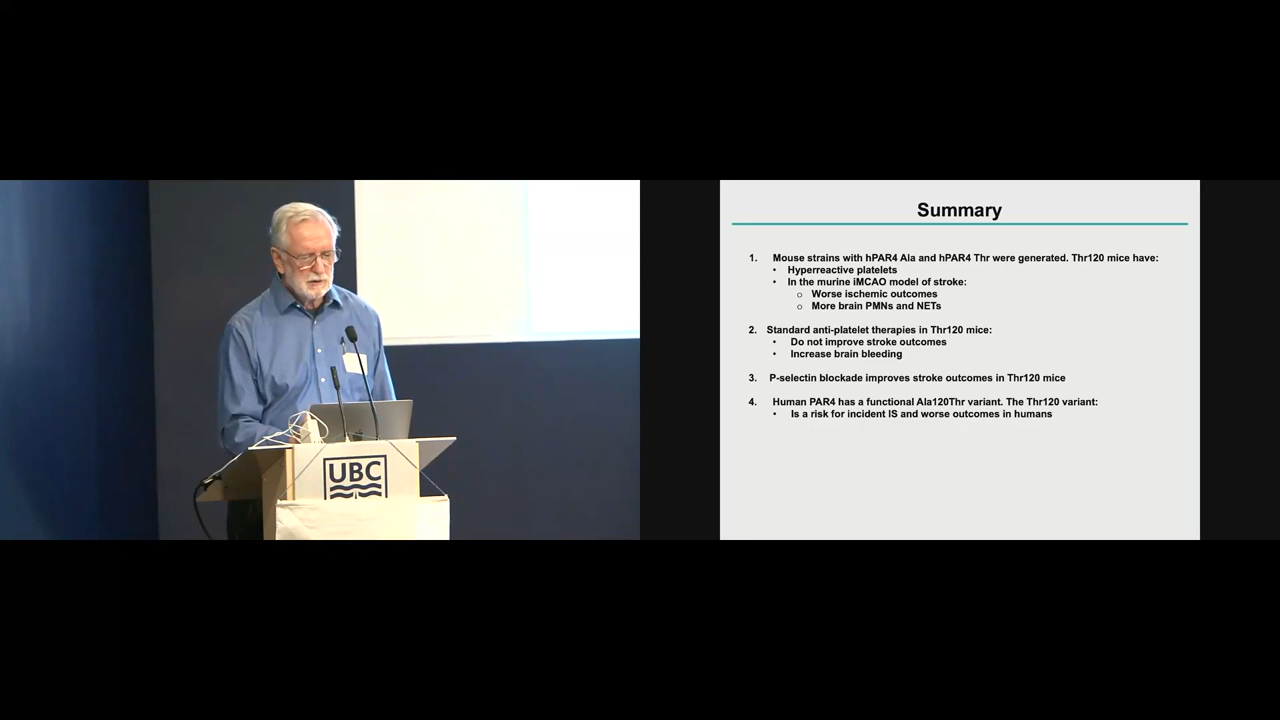 UBC
Summary
1. Mouse strains with hPAR4 Ala and hPAR4 Thr were generated. Thr120 mice have:
• Hyperreactive platelets
• In the murine iMCAO model of stroke:
○ Worse ischemic outcomes
○ More brain PMNs and NETs
2. Standard anti-platelet therapies in Thr120 mice:
• Do not improve stroke outcomes
• Increase brain bleeding
3. P-selectin blockade improves stroke outcomes in Thr120 mice
4. Human PAR4 has a functional Ala120Thr variant. The Thr120 variant:
• Is a risk for incident IS and worse outcomes in humans